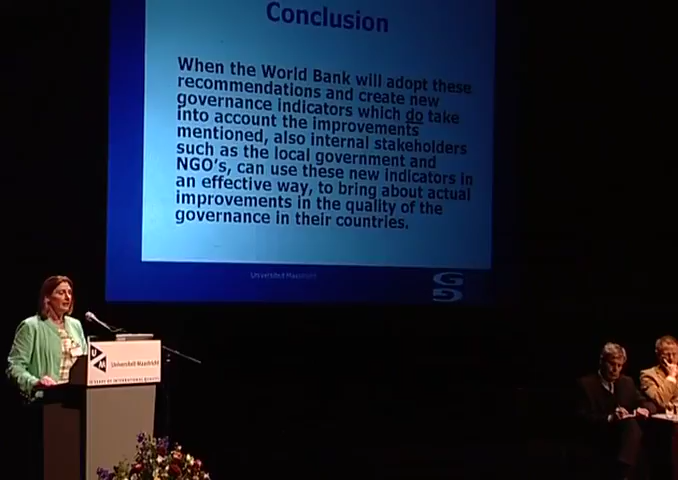 Conclusion
When the World Bank will adopt these
recommendations and create new
governance indicators which do take
into account the improvements
mentioned, also internal stakeholders
such as the local government and
NGO's, can use these new indicators in
an effective way, to bring about actual
improvements in the quality of the
governance in their countries.
Universiteit Maastricht
Universiteit Maastricht